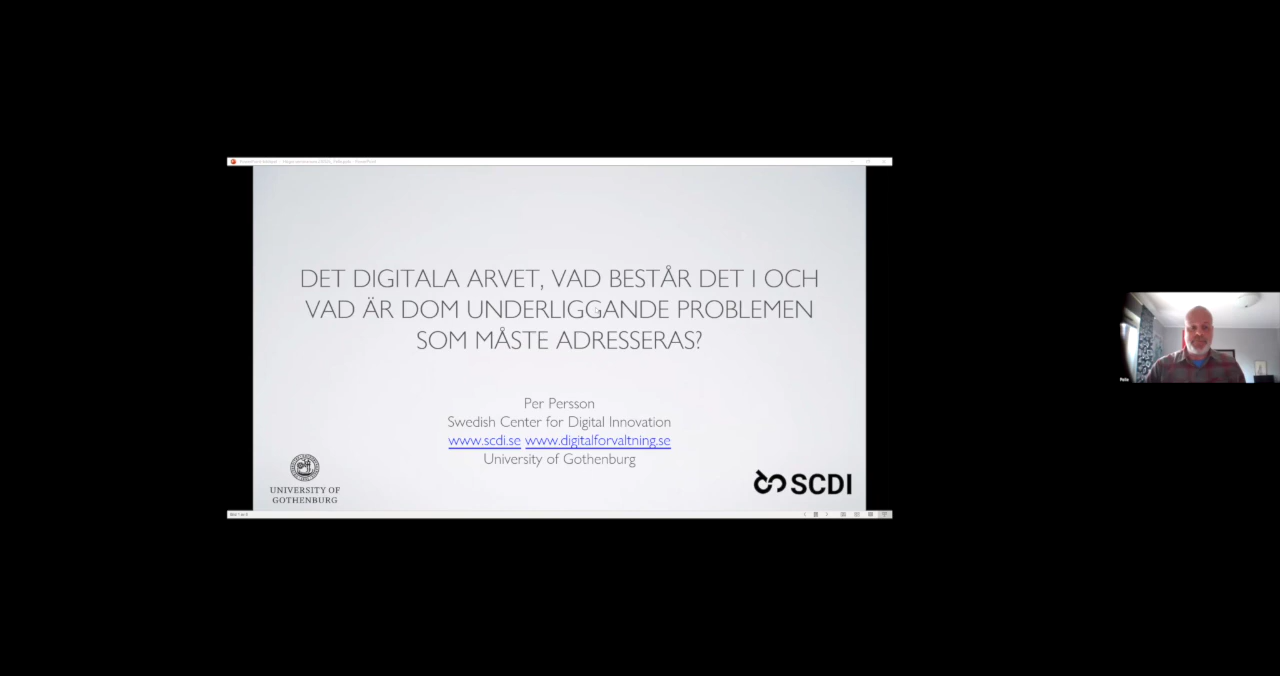 DET DIGITALA ARVET, VAD BESTÅR DET I OCH
VAD ÄR DOM UNDERLIGGANDE PROBLEMEN
SOM MÅSTE ADRESSERAS?
Per Persson
Swedish Center for Digital Innovation
www.scdi.se www.digitalforvaltning.se
University of Gothenburg
UNIVERSITY OF
GOTHENBURG
SCDI